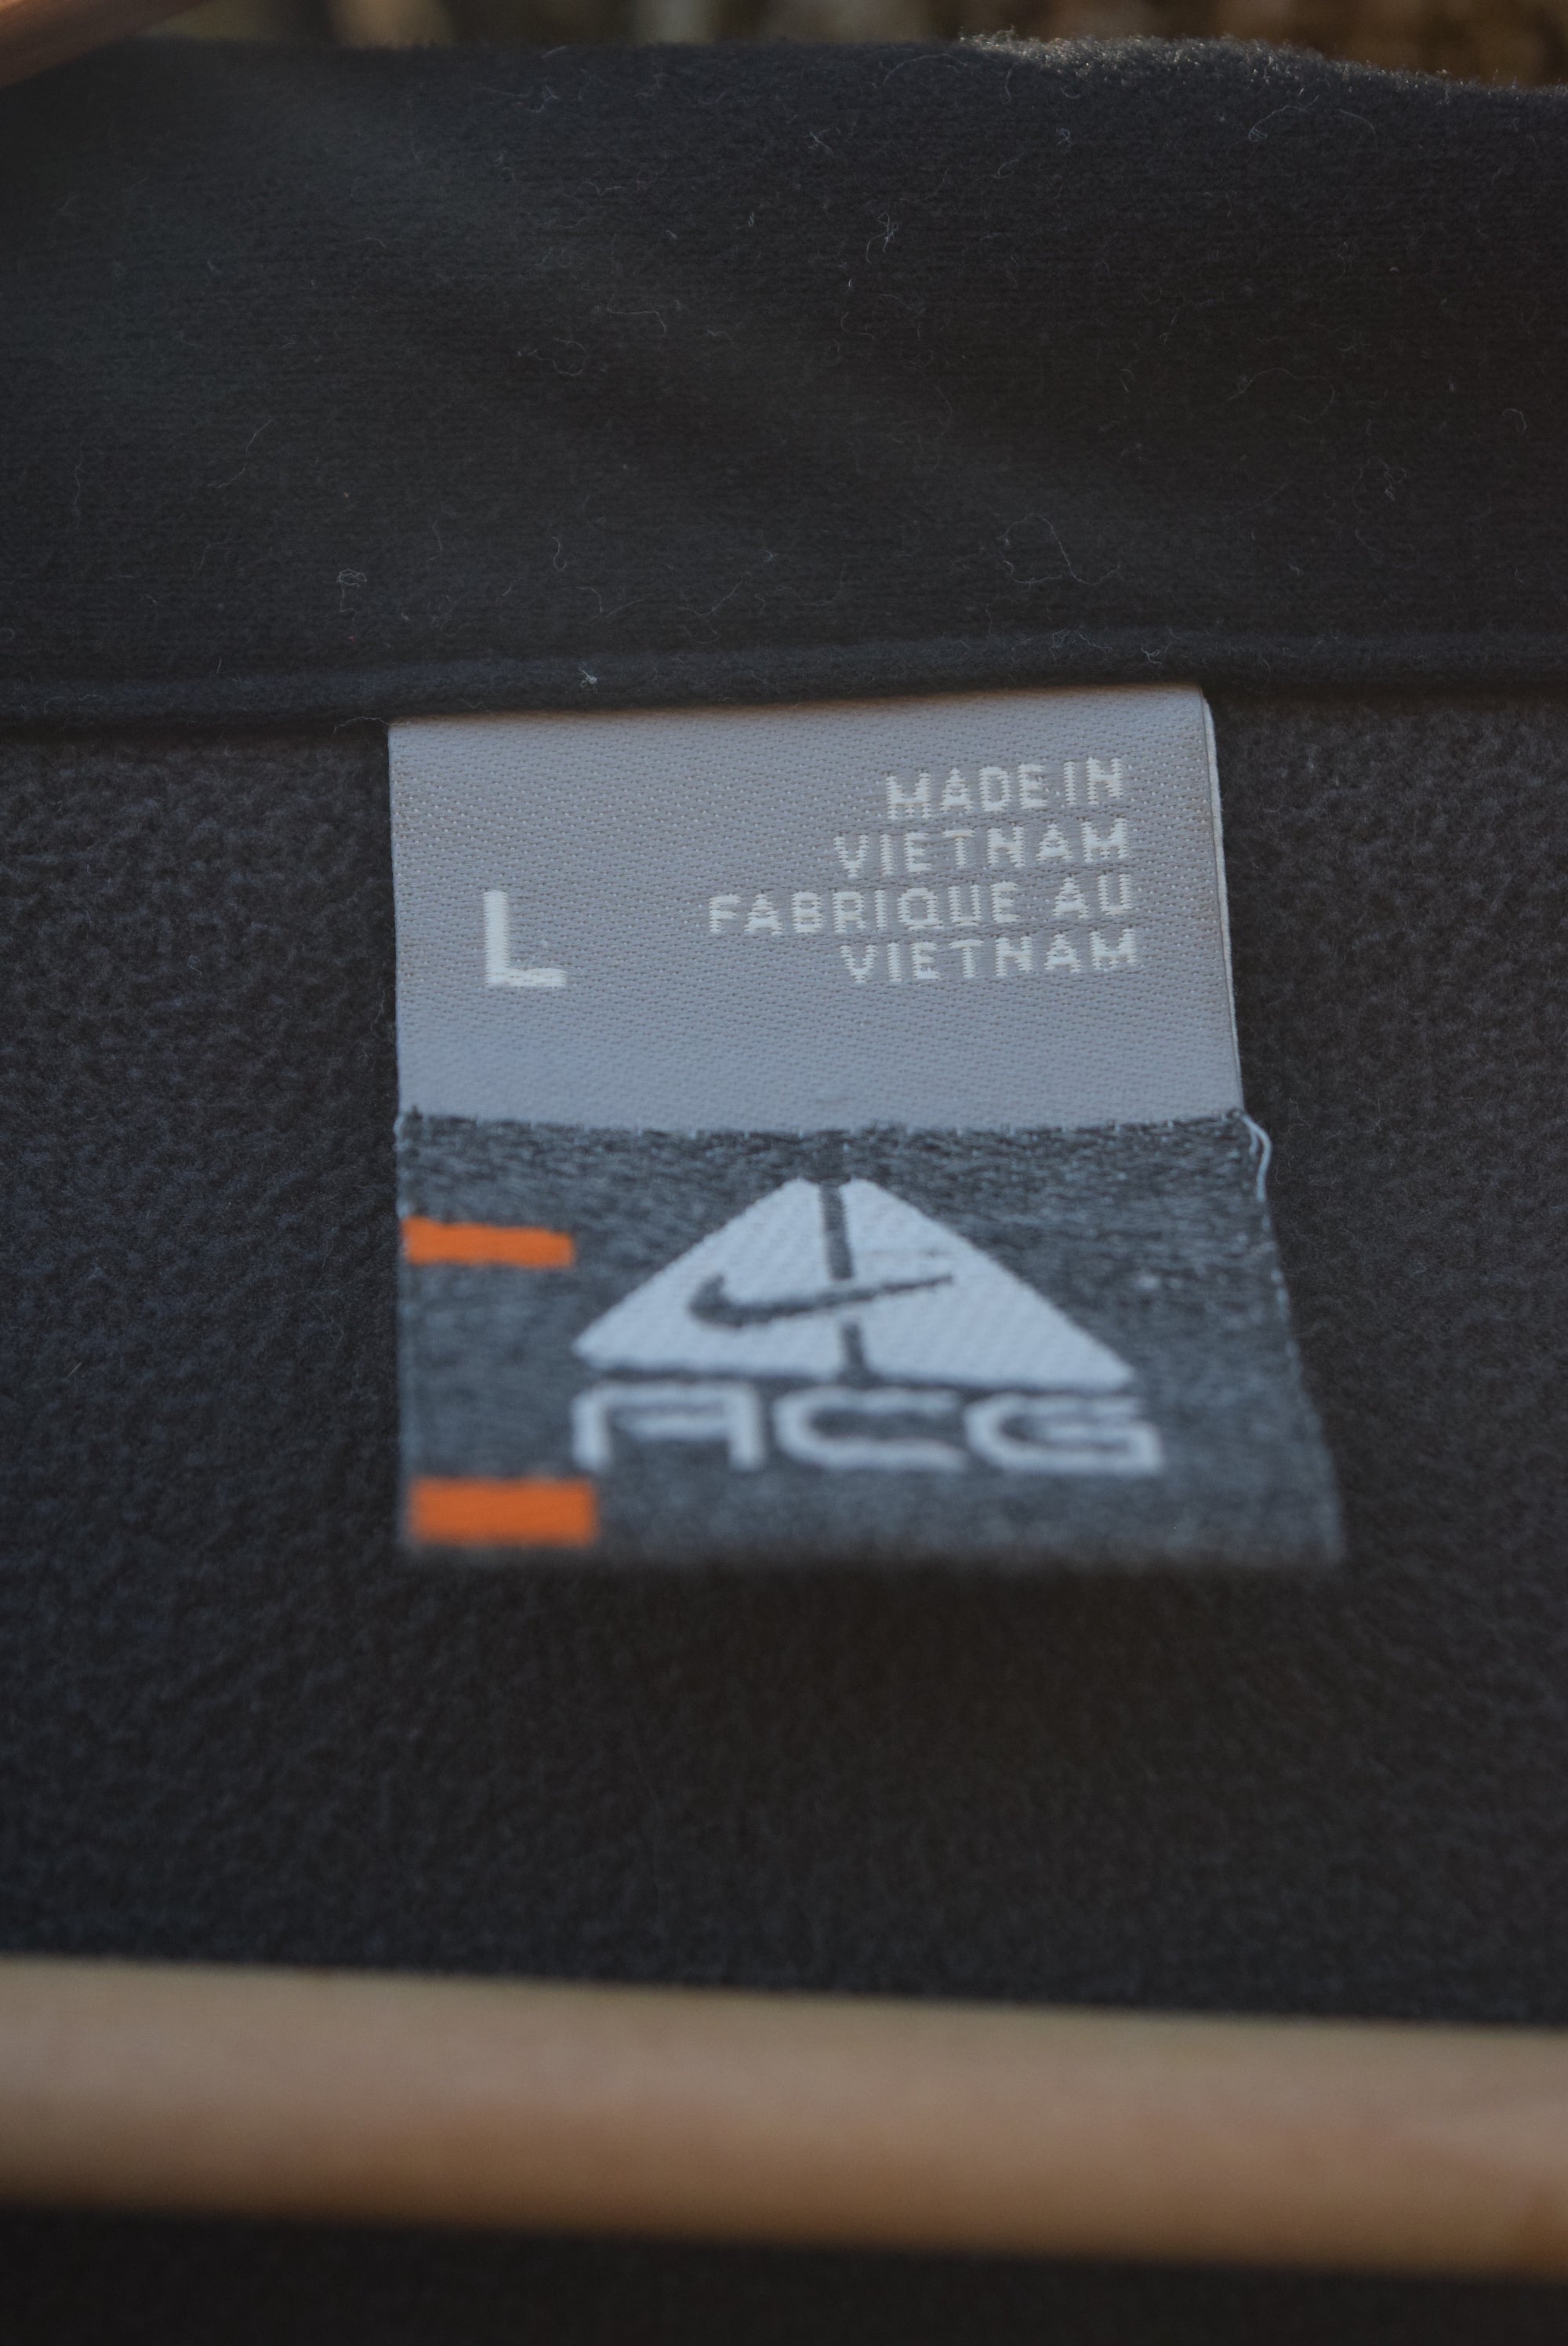 MADE IN
VIETNAM
FABRIQUE AU
VIETNAM
L
ACG